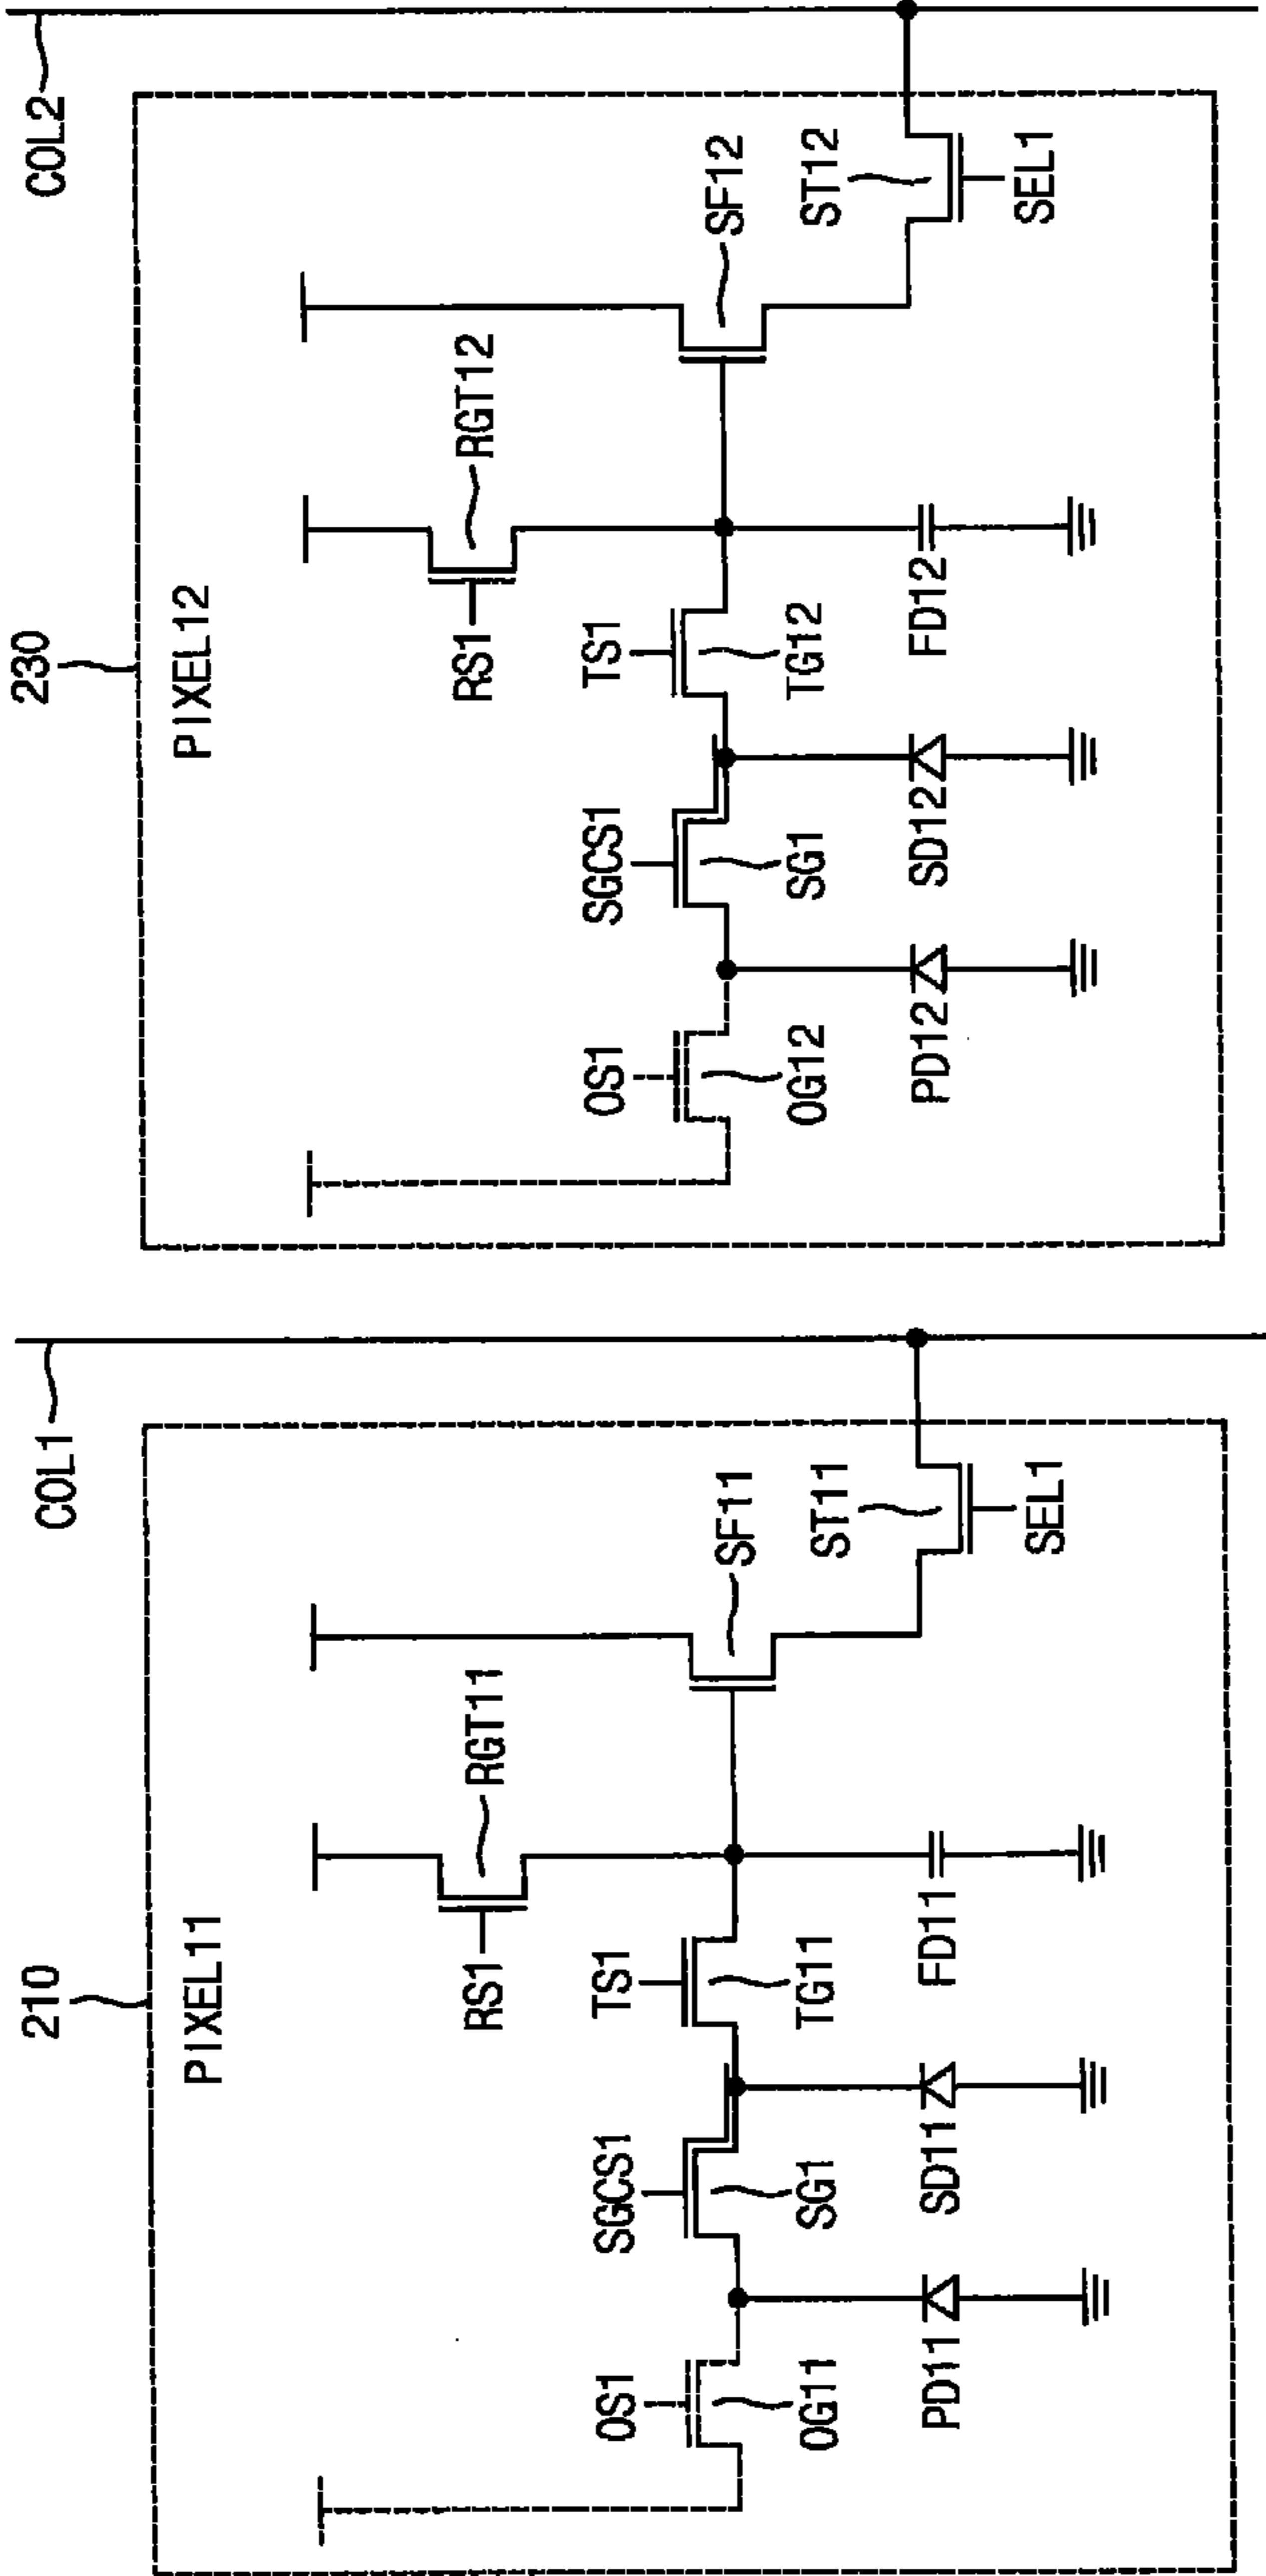 210
COL1
PIXEL11
RS1
RGT11
SF11
OS1
SGCS1
TS1
ST11
OG11
SG1
TG11
PD11
SD11
FD11
SEL1
230
COL2
PIXEL12
RS1
RGT12
SF12
OS1
SGCS1
TS1
ST12
OG12
SG1
TG12
PD12
SD12
FD12
SEL1